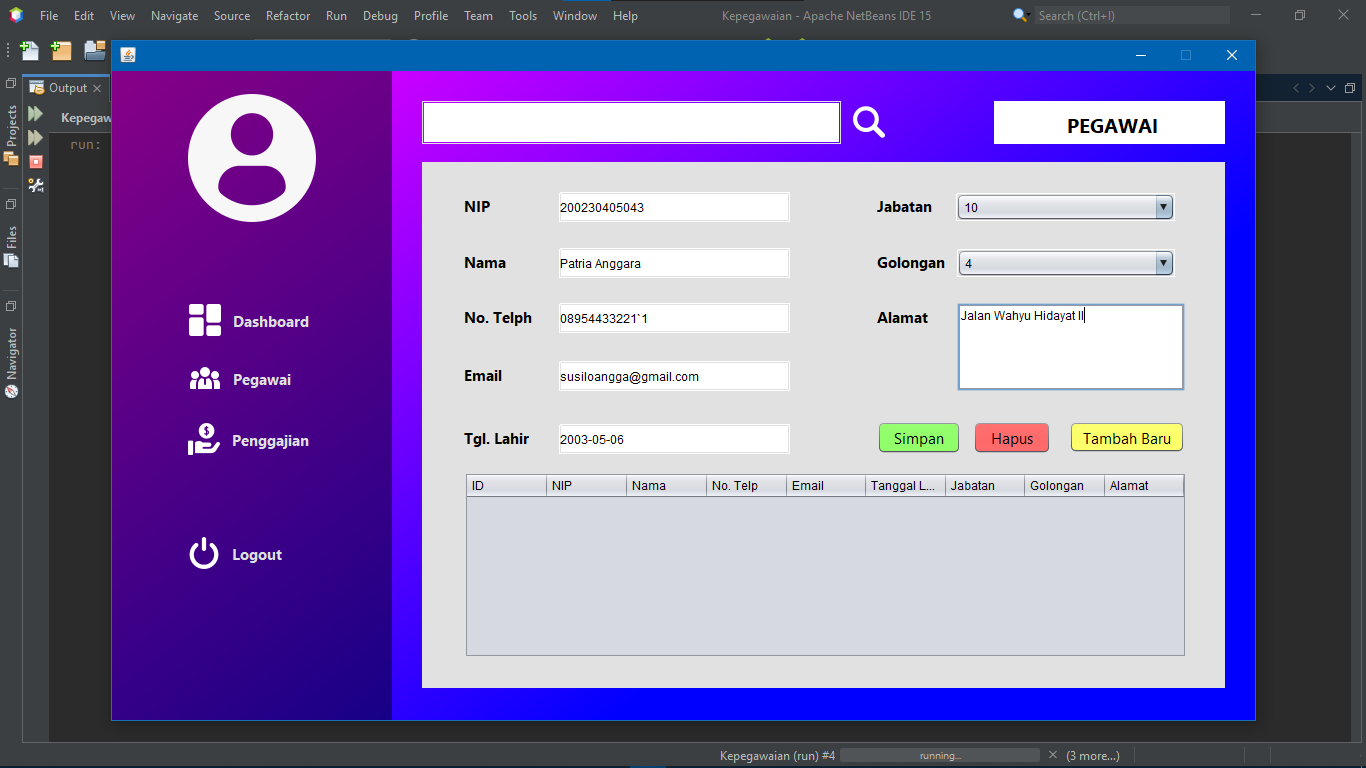 File Edit View Navigate Source Refactor Run Debug Profile Team Tools Window Help Kepegawaian - Apache NetBeans IDE 15 Search (Ctrl+I)
Output
Projects
Files
Navigator
Kepegaw
run:
PEGAWAI
Dashboard
Pegawai
Penggajian
Logout
NIP 200230405043 Jabatan 10
Nama Patria Anggara Golongan 4
No. Telph 08954433221`1 Alamat Jalan Wahyu Hidayat II
Email susiloangga@gmail.com
Tgl. Lahir 2003-05-06 Simpan Hapus Tambah Baru
ID NIP Nama No. Telp Email Tanggal L... Jabatan Golongan Alamat
Kepegawaian (run) #4 running... (3 more...)